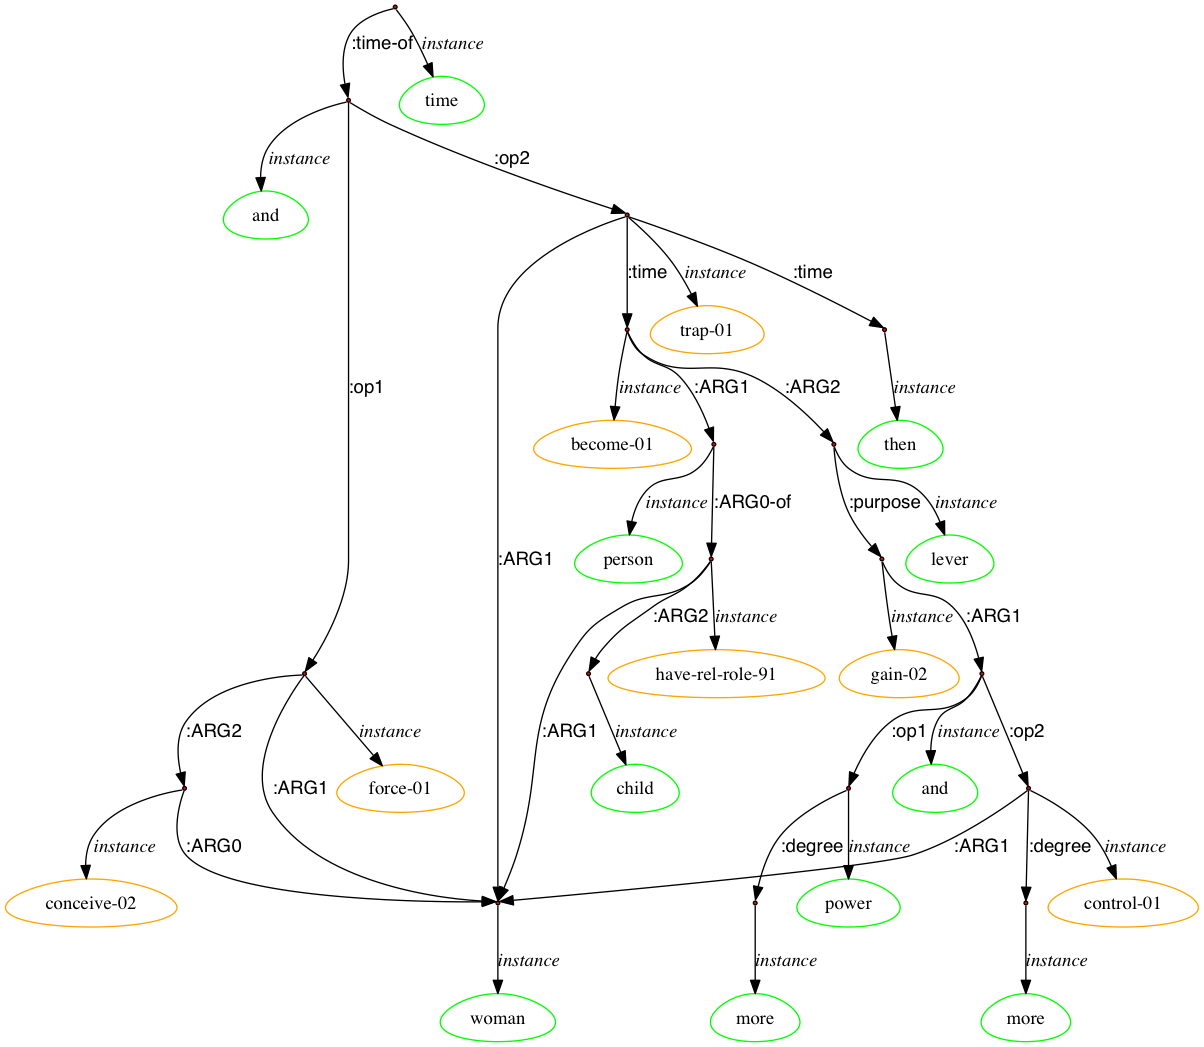 :time-of instance
time
instance :op2
and
:time instance :time
trap-01
:op1 instance :ARG1 :ARG2 instance
become-01 then
:ARG1 instance :ARG0-of :purpose instance
person lever
:ARG2 instance instance :ARG1
have-rel-role-91 gain-02
:ARG2 :ARG1 instance :ARG1 instance :op1 instance :op2
force-01 child and
instance :ARG0 :degree instance :ARG1 :degree instance
conceive-02 power control-01
instance instance instance
woman more more